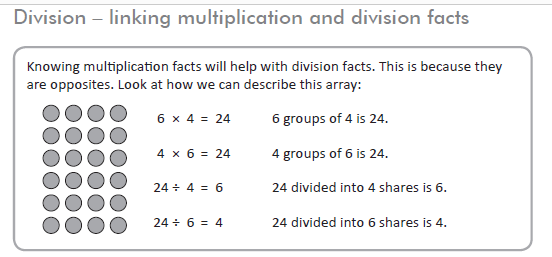 Division – linking multiplication and division facts
Knowing multiplication facts will help with division facts. This is because they
are opposites. Look at how we can describe this array:
6 × 4 = 24 6 groups of 4 is 24.
4 × 6 = 24 4 groups of 6 is 24.
24 ÷ 4 = 6 24 divided into 4 shares is 6.
24 ÷ 6 = 4 24 divided into 6 shares is 4.